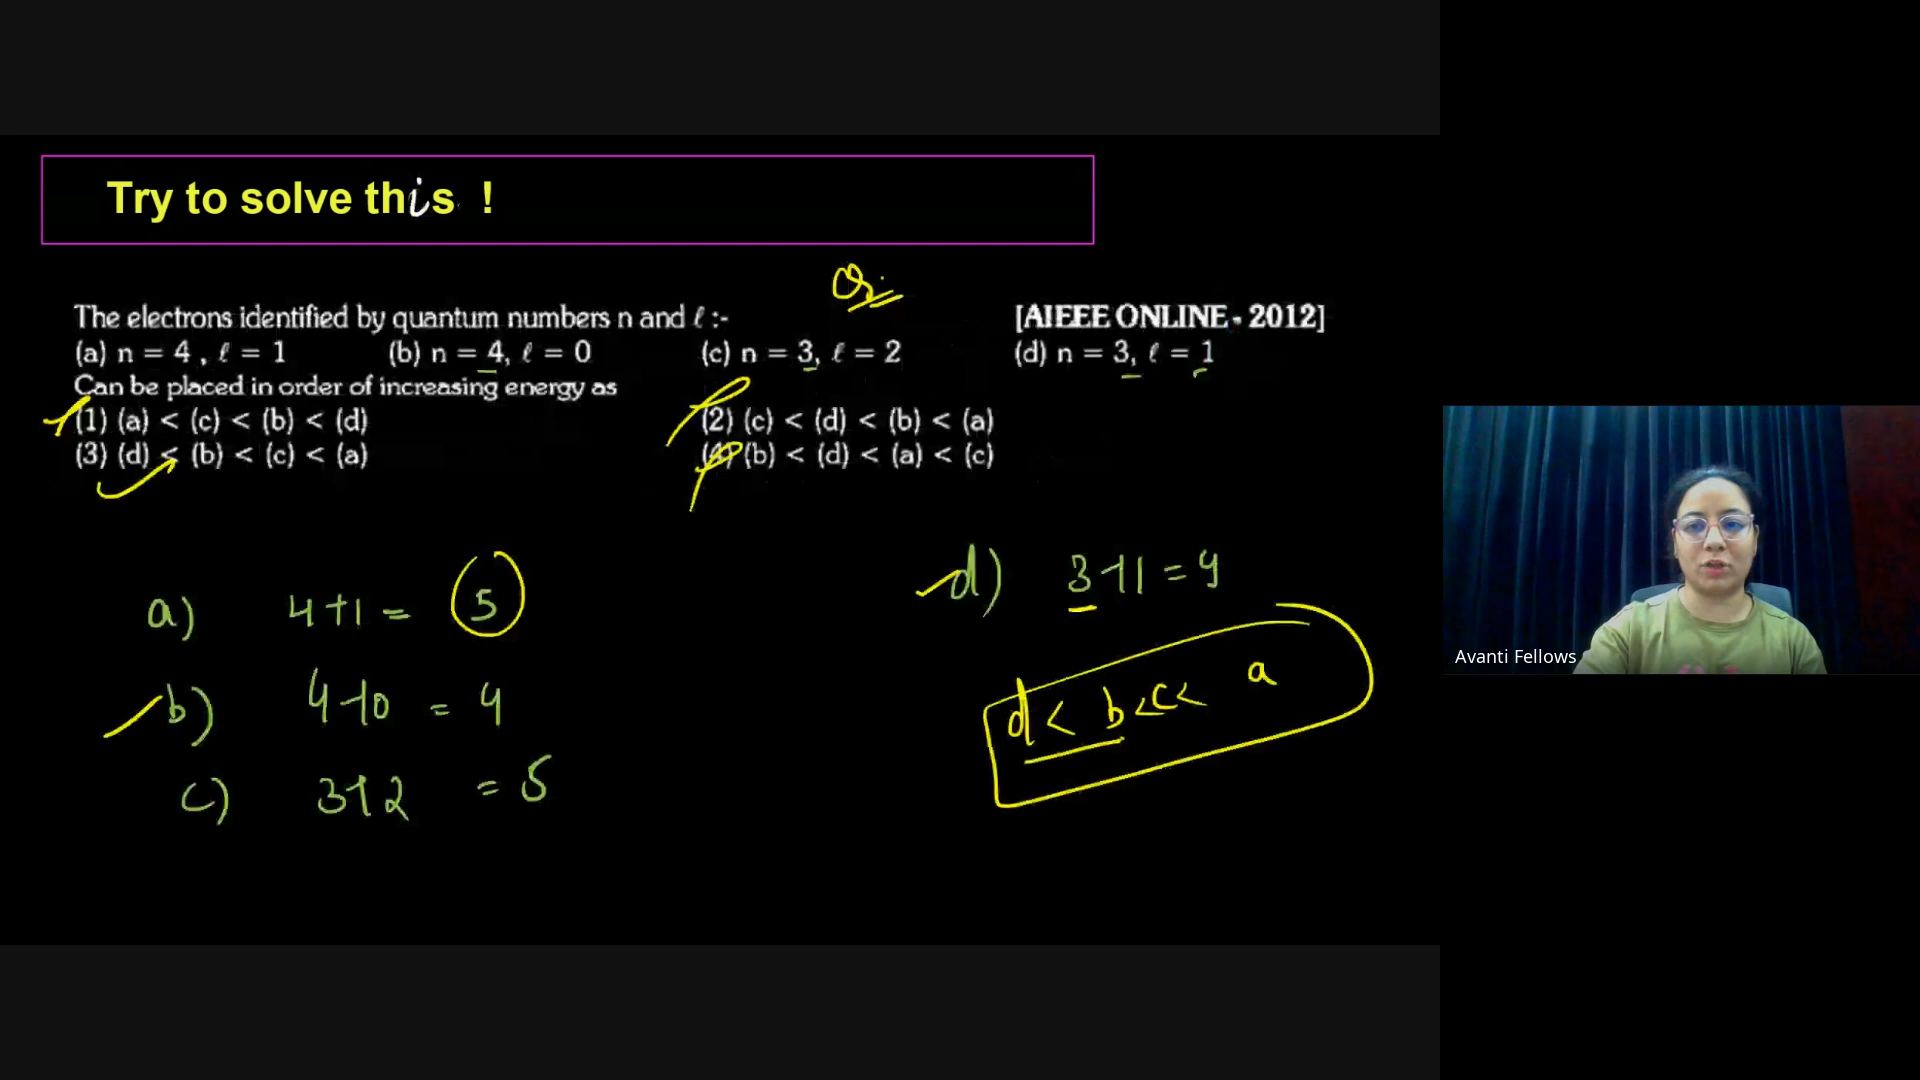 Try to solve this !
Q.
The electrons identified by quantum numbers n and ℓ :- [AIEEE ONLINE - 2012]
(a) n = 4 , ℓ = 1 (b) n = 4, ℓ = 0 (c) n = 3, ℓ = 2 (d) n = 3, ℓ = 1
Can be placed in order of increasing energy as
(1) (a) < (c) < (b) < (d) (2) (c) < (d) < (b) < (a)
(3) (d) < (b) < (c) < (a) (4) (b) < (d) < (a) < (c)
a) 4+1 = 5
b) 4+0 = 4
c) 3+2 = 5
d) 3+1 = 4
d < b < c < a
Avanti Fellows